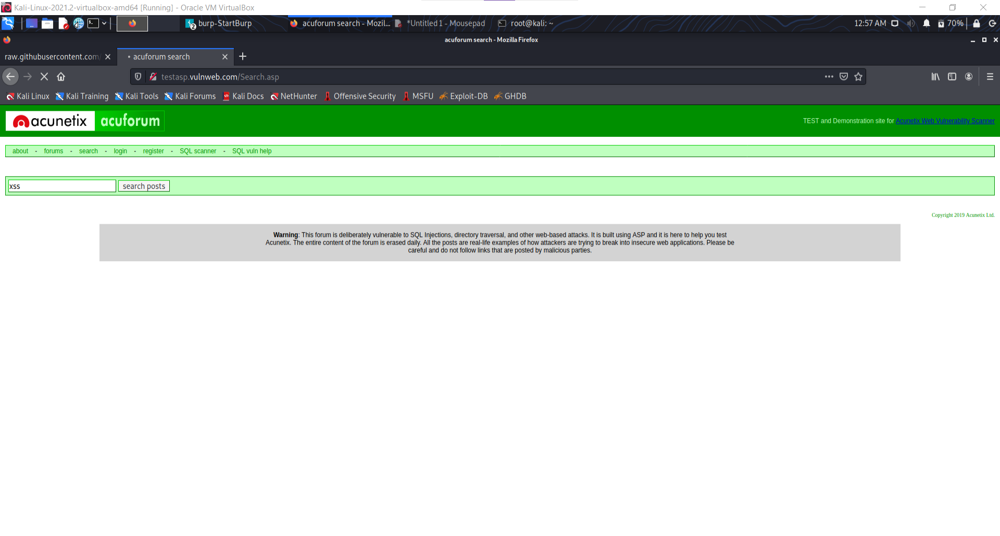 Kali-Linux-2021.2-virtualbox-amd64 [Running] - Oracle VM VirtualBox
2 burp-StartBurp acuforum search - Mozil... *Untitled 1 - Mousepad root@kali: ~ 12:57 AM 70%
acuforum search - Mozilla Firefox
raw.githubusercontent.com/ • acuforum search
testasp.vulnweb.com/Search.asp
Kali Linux Kali Training Kali Tools Kali Forums Kali Docs NetHunter Offensive Security MSFU Exploit-DB GHDB
acunetix acuforum TEST and Demonstration site for Acunetix Web Vulnerability Scanner
about - forums - search - login - register - SQL scanner - SQL vuln help
xss search posts
Copyright 2019 Acunetix Ltd.
Warning: This forum is deliberately vulnerable to SQL Injections, directory traversal, and other web-based attacks. It is built using ASP and it is here to help you test
Acunetix. The entire content of the forum is erased daily. All the posts are real-life examples of how attackers are trying to break into insecure web applications. Please be
careful and do not follow links that are posted by malicious parties.